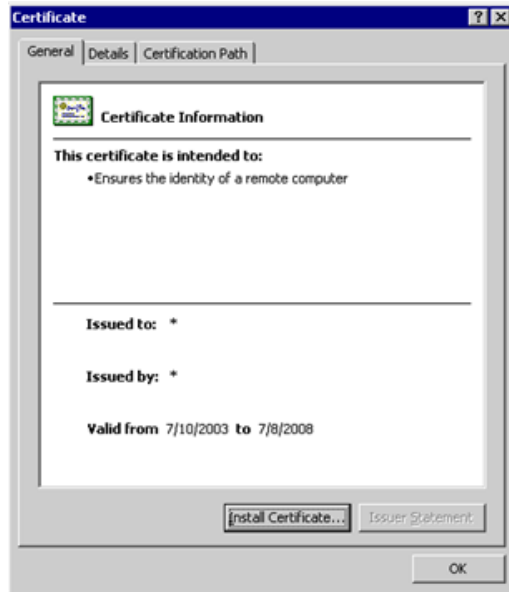 Certificate
General Details Certification Path
Certificate Information
This certificate is intended to:
•Ensures the identity of a remote computer
Issued to: *
Issued by: *
Valid from 7/10/2003 to 7/8/2008
Install Certificate... Issuer Statement
OK